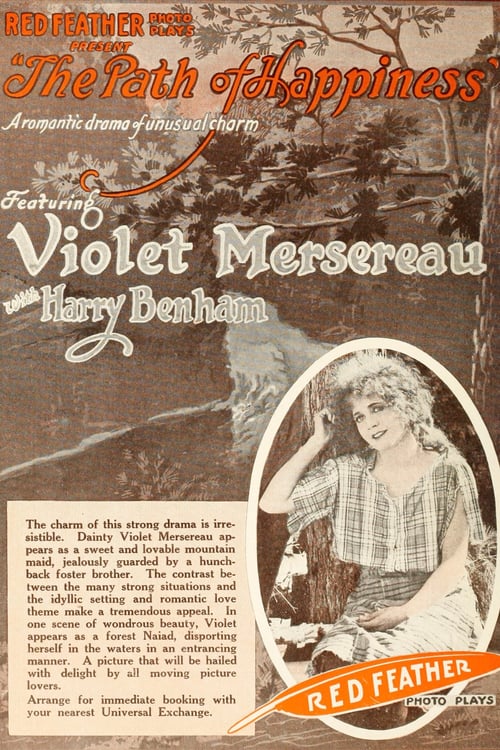 RED FEATHER PHOTO PLAYS
PRESENT
"The Path of Happiness"
A romantic drama of unusual charm
Featuring
Violet Mersereau
with Harry Benham
The charm of this strong drama is irre-
sistible. Dainty Violet Mersereau ap-
pears as a sweet and lovable mountain
maid, jealously guarded by a hunch-
back foster brother. The contrast be-
tween the many strong situations and
the idyllic setting and romantic love
theme make a tremendous appeal. In
one scene of wondrous beauty, Violet
appears as a forest Naiad, disporting
herself in the waters in an entrancing
manner. A picture that will be hailed
with delight by all moving picture
lovers.
Arrange for immediate booking with
your nearest Universal Exchange.
RED FEATHER
PHOTO PLAYS